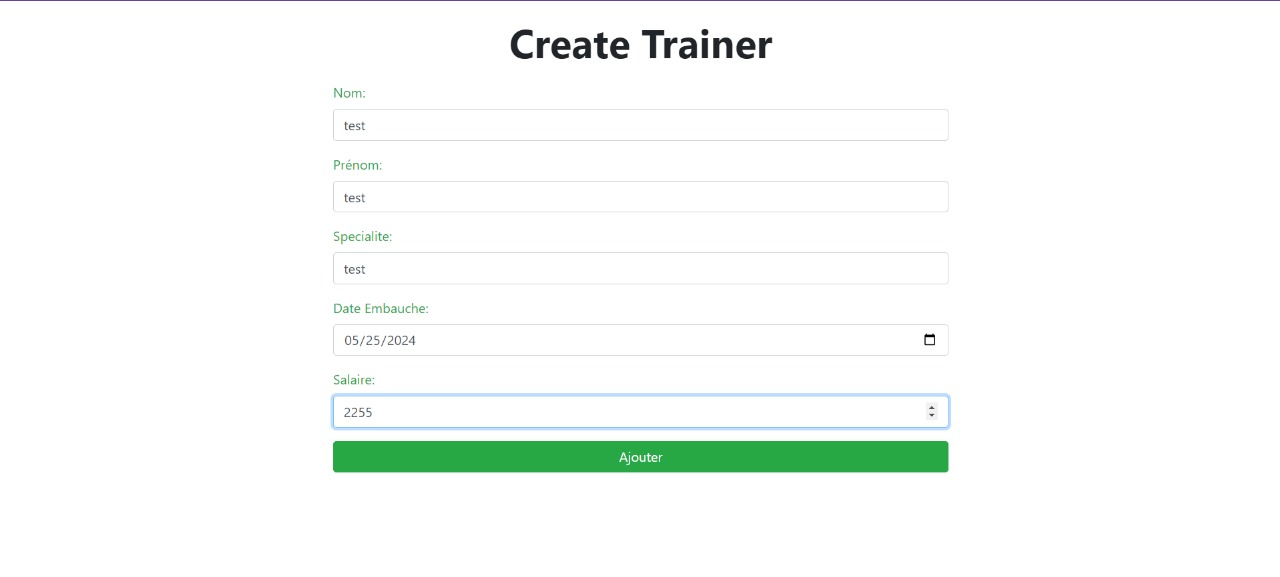 Create Trainer
Nom:
test
Prénom:
test
Specialite:
test
Date Embauche:
05/25/2024
Salaire:
2255
Ajouter